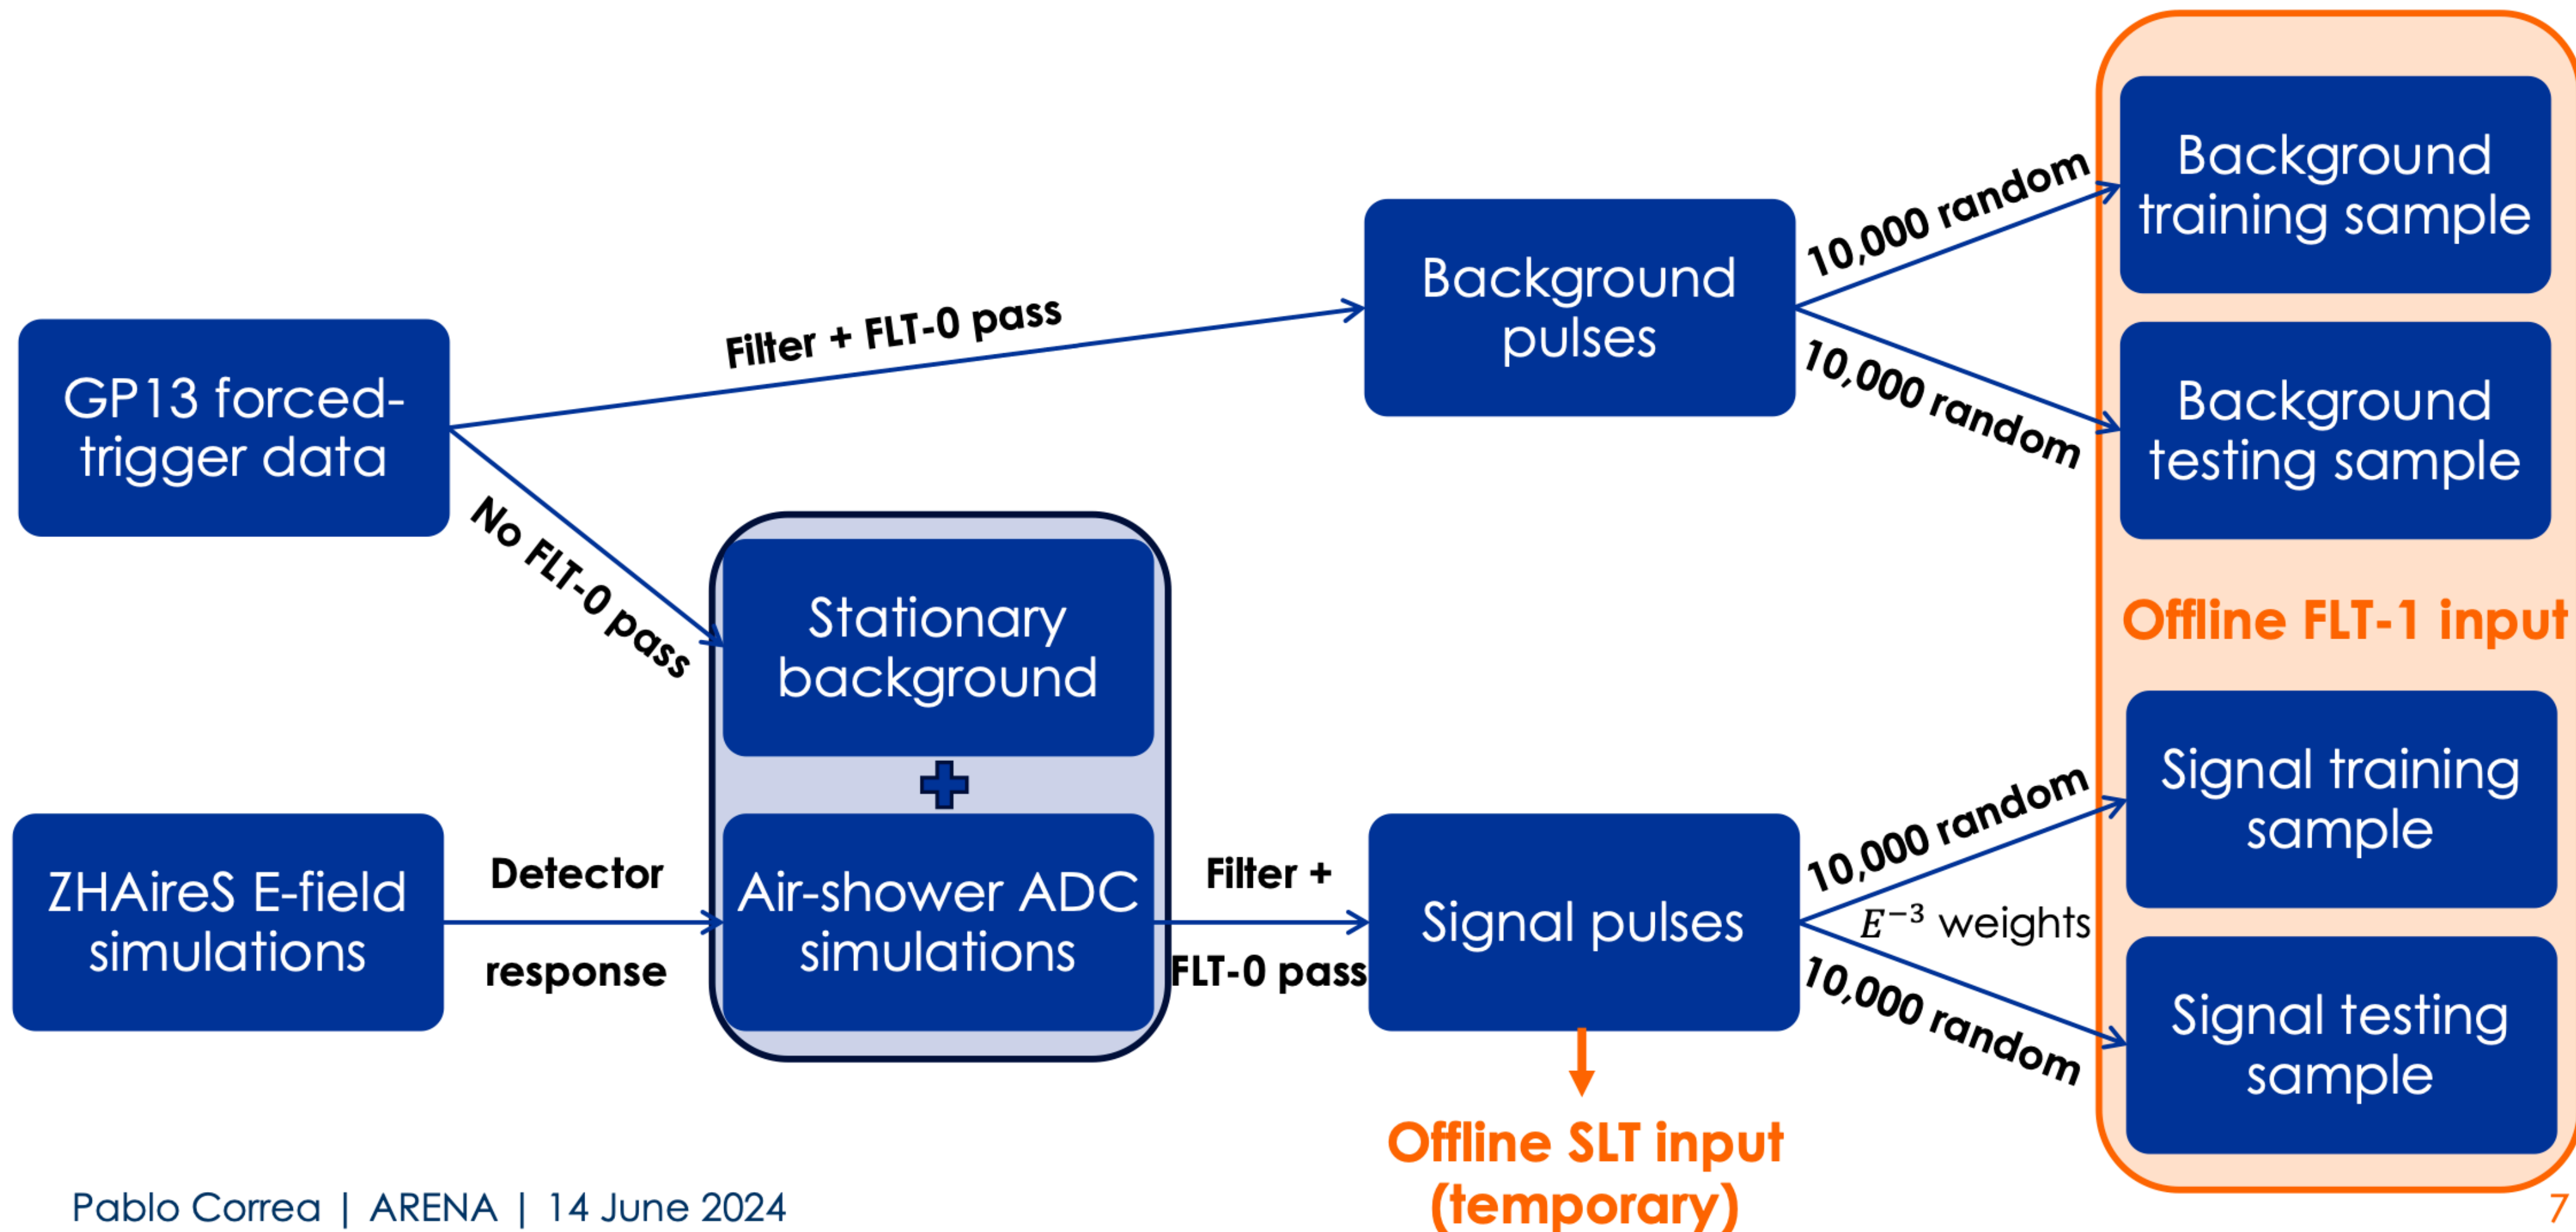 GP13 forced-
trigger data
Filter + FLT-0 pass
No FLT-0 pass
Background
pulses
10,000 random
10,000 random
Background
training sample
Background
testing sample
Offline FLT-1 input
Stationary
background
ZHAireS E-field
simulations
Detector
response
Air-shower ADC
simulations
Filter +
FLT-0 pass
Signal pulses
10,000 random
E⁻³ weights
10,000 random
Signal training
sample
Signal testing
sample
Offline SLT input
(temporary)
Pablo Correa | ARENA | 14 June 2024
7